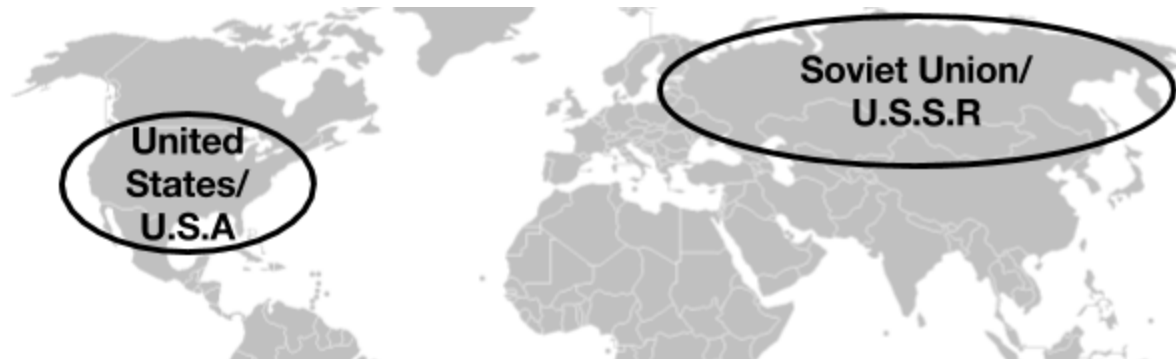 United
States/
U.S.A
Soviet Union/
U.S.S.R